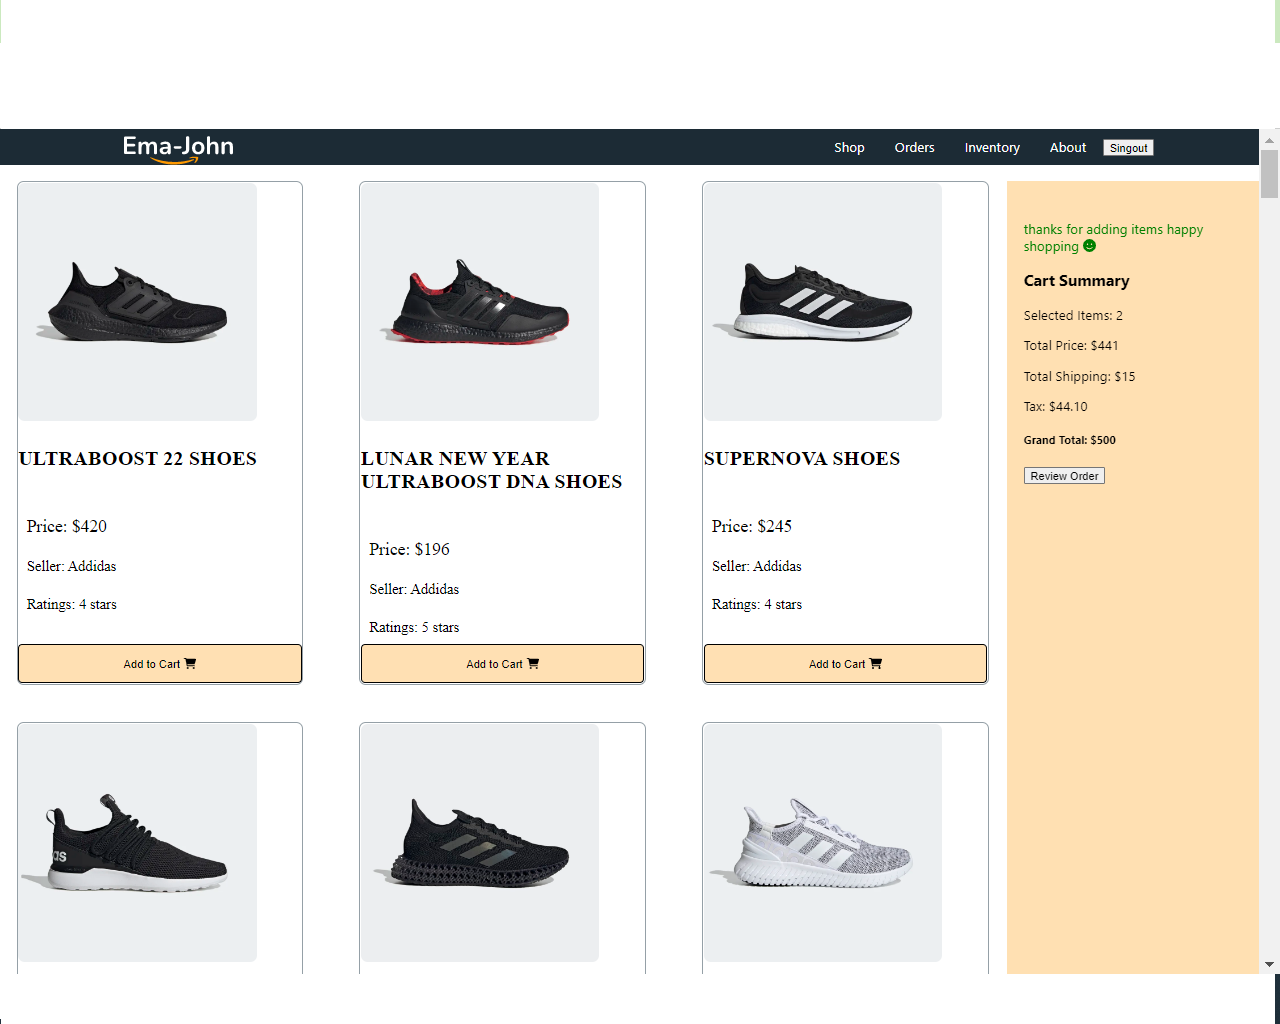 Ema-John
Shop Orders Inventory About Singout
thanks for adding items happy
shopping
Cart Summary
Selected Items: 2
Total Price: $441
Total Shipping: $15
Tax: $44.10
Grand Total: $500
Review Order
ULTRABOOST 22 SHOES
Price: $420
Seller: Addidas
Ratings: 4 stars
Add to Cart
LUNAR NEW YEAR
ULTRABOOST DNA SHOES
Price: $196
Seller: Addidas
Ratings: 5 stars
Add to Cart
SUPERNOVA SHOES
Price: $245
Seller: Addidas
Ratings: 4 stars
Add to Cart
as